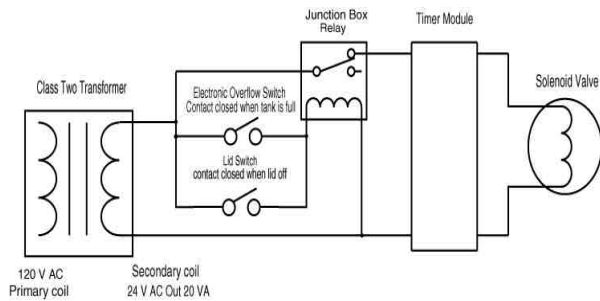 Junction Box
Relay
Timer Module
Class Two Transformer
Electronic Overflow Switch
Contact closed when tank is full
Solenoid Valve
Lid Switch
contact closed when lid off
120 V AC
Primary coil
Secondary coil
24 V AC Out 20 VA